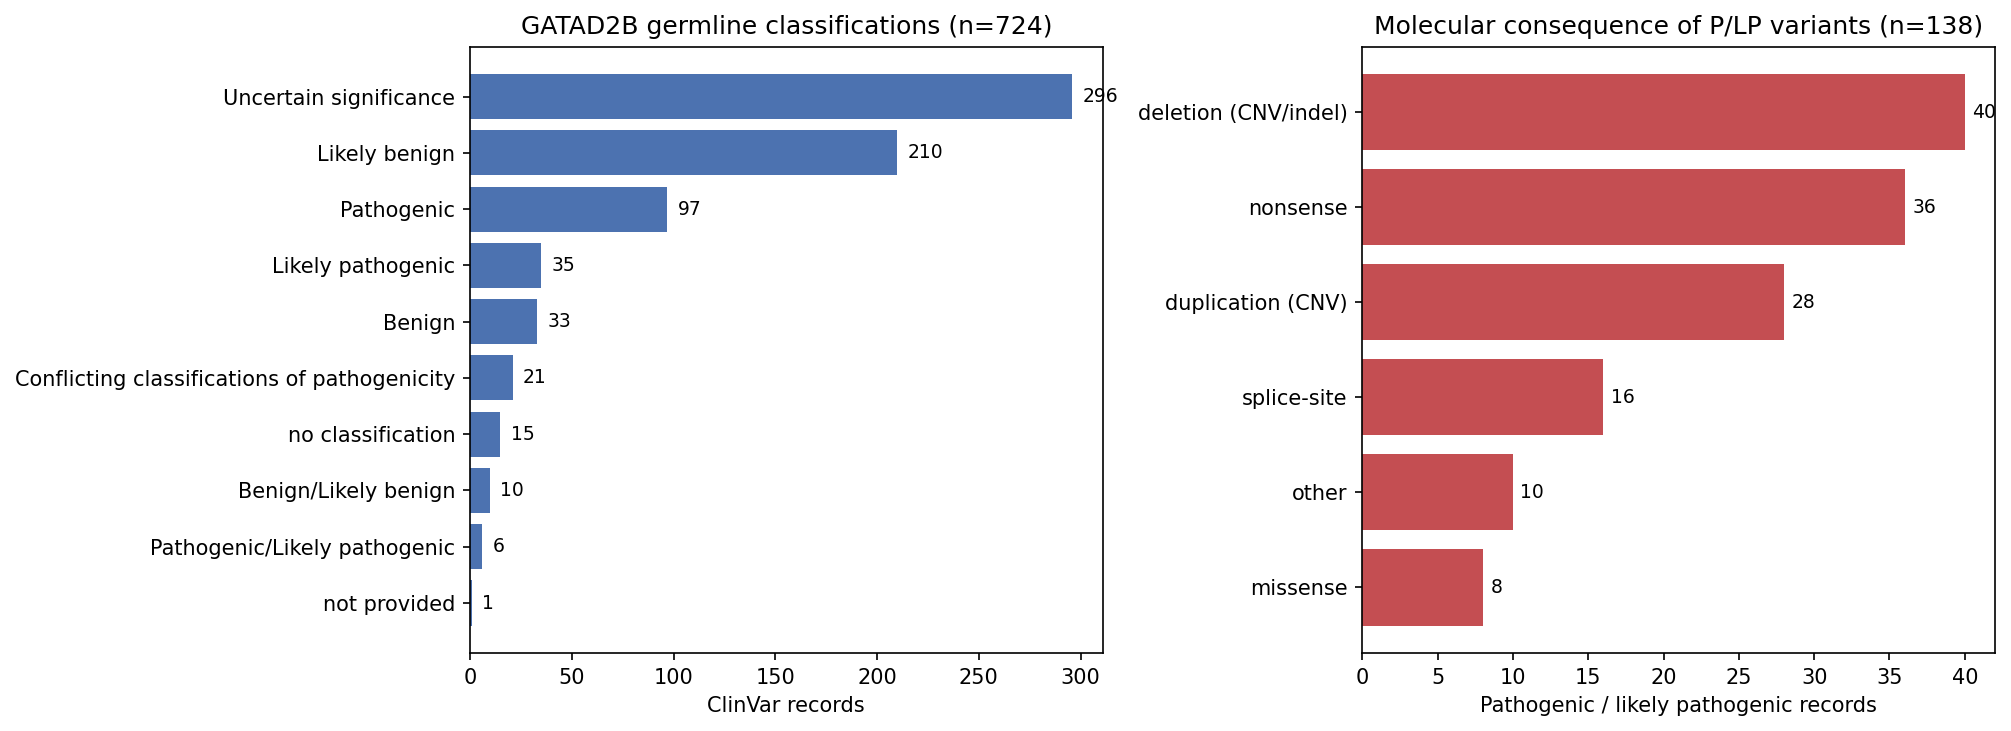 GATAD2B germline classifications (n=724)
Uncertain significance
296
Likely benign
210
Pathogenic
97
Likely pathogenic
35
Benign
33
Conflicting classifications of pathogenicity
21
no classification
15
Benign/Likely benign
10
Pathogenic/Likely pathogenic
6
not provided
1
0 50 100 150 200 250 300
ClinVar records
Molecular consequence of P/LP variants (n=138)
deletion (CNV/indel)
40
nonsense
36
duplication (CNV)
28
splice-site
16
other
10
missense
8
0 5 10 15 20 25 30 35 40
Pathogenic / likely pathogenic records